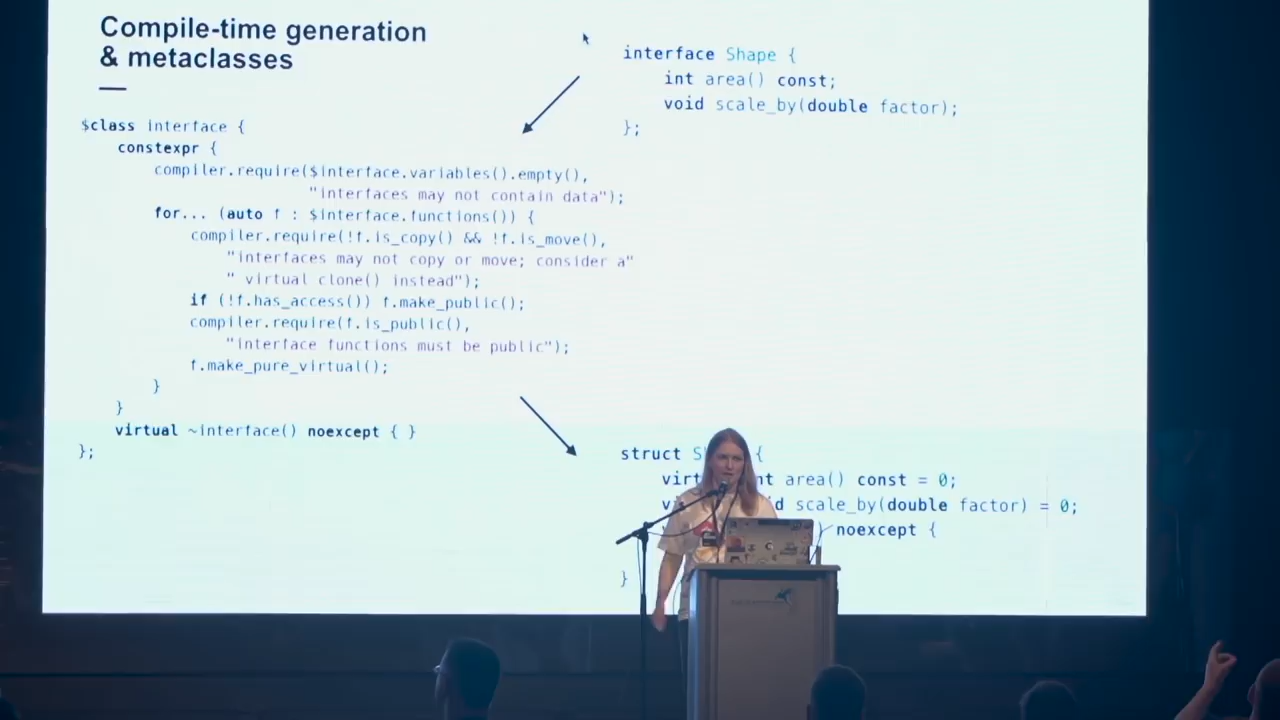 Compile-time generation
& metaclasses
$class interface {
constexpr {
compiler.require($interface.variables().empty(),
"interfaces may not contain data");
for... (auto f : $interface.functions()) {
compiler.require(!f.is_copy() && !f.is_move(),
"interfaces may not copy or move; consider a"
" virtual clone() instead");
if (!f.has_access()) f.make_public();
compiler.require(f.is_public(),
"interface functions must be public");
f.make_pure_virtual();
}
}
virtual ~interface() noexcept { }
};
interface Shape {
int area() const;
void scale_by(double factor);
};
struct S {
virt nt area() const = 0;
v d scale_by(double factor) = 0;
) noexcept {
}